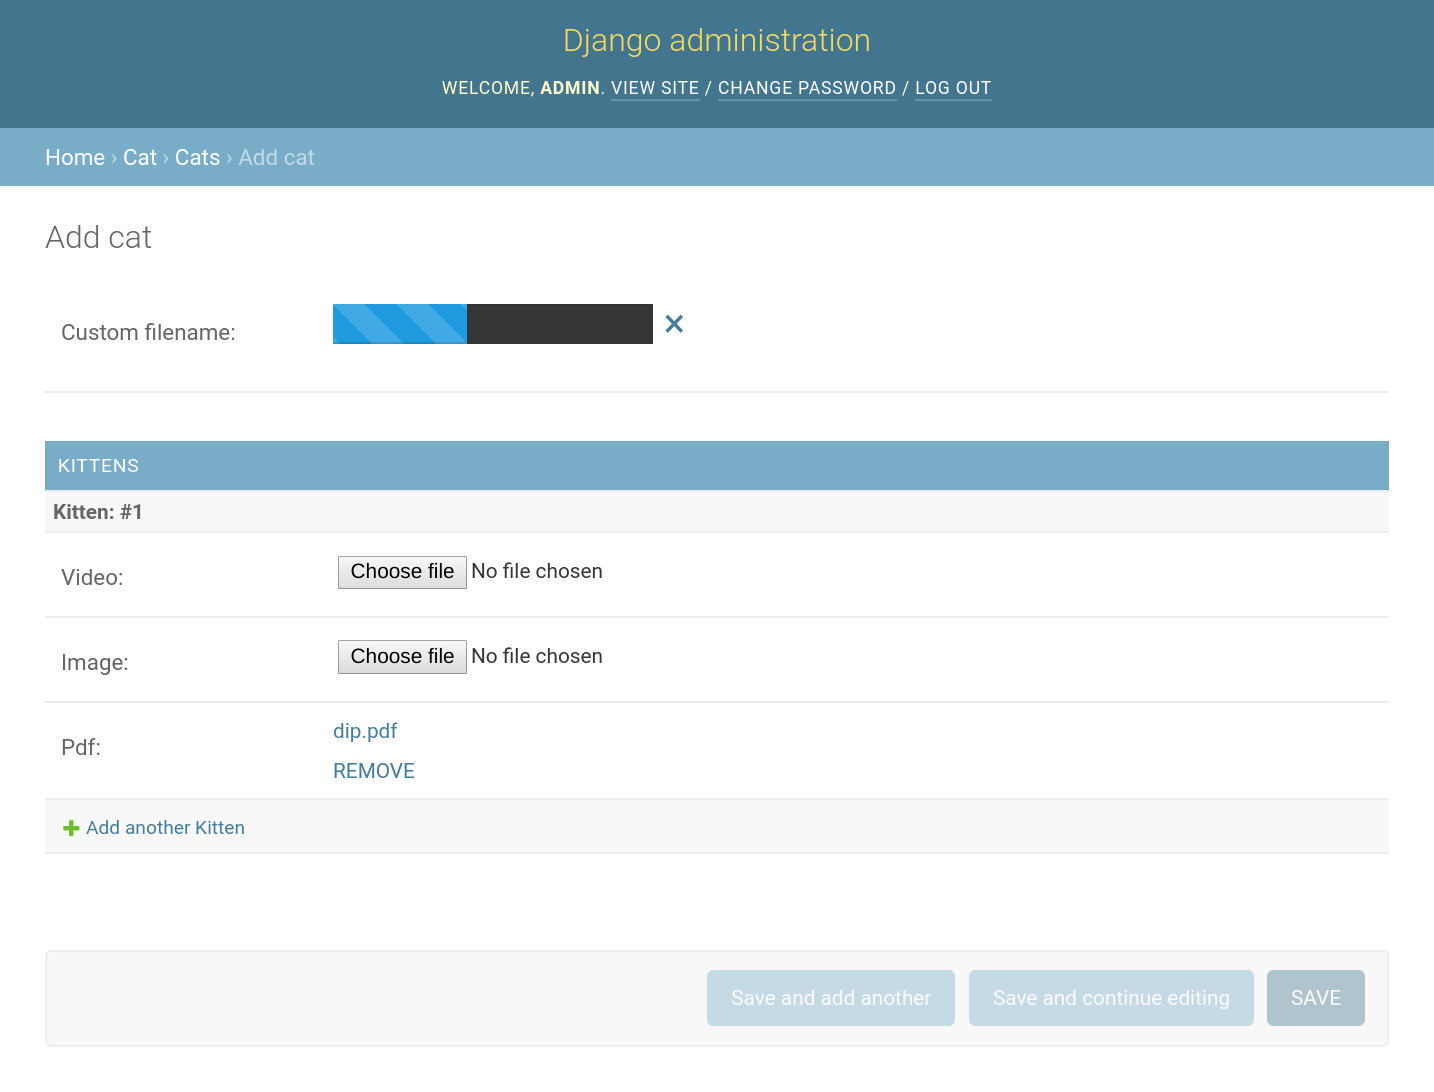 Django administration
WELCOME, ADMIN. VIEW SITE / CHANGE PASSWORD / LOG OUT
Home › Cat › Cats › Add cat
Add cat
Custom filename:
KITTENS
Kitten: #1
Video: Choose file No file chosen
Image: Choose file No file chosen
Pdf: dip.pdf
REMOVE
Add another Kitten
Save and add another Save and continue editing SAVE